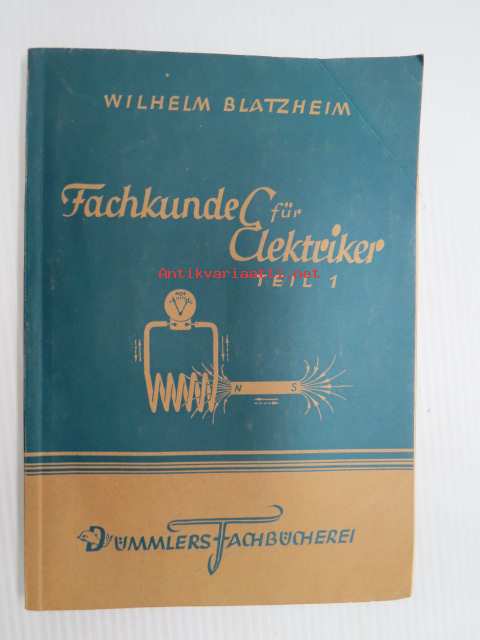 WILHELM BLATZHEIM
Fachkunde für
Elektriker
Antikvariaatti.net
TEIL 1
N S
DÜMMLERS FACHBÜCHEREI